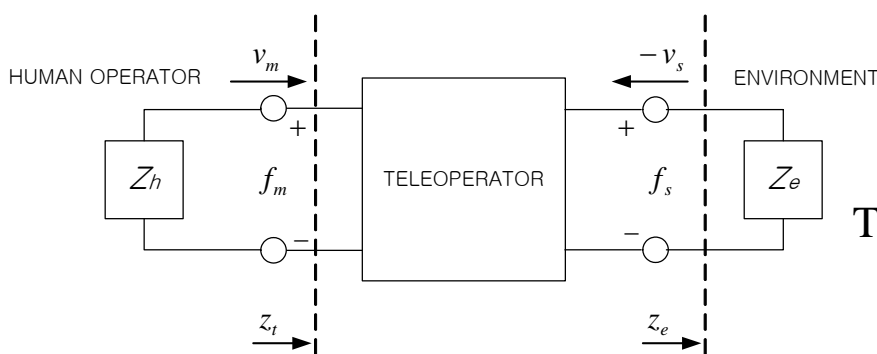 v_m
-v_s
HUMAN OPERATOR
ENVIRONMENT
+
+
Z_h
f_m
TELEOPERATOR
f_s
Z_e
T
−
−
z_t
z_e